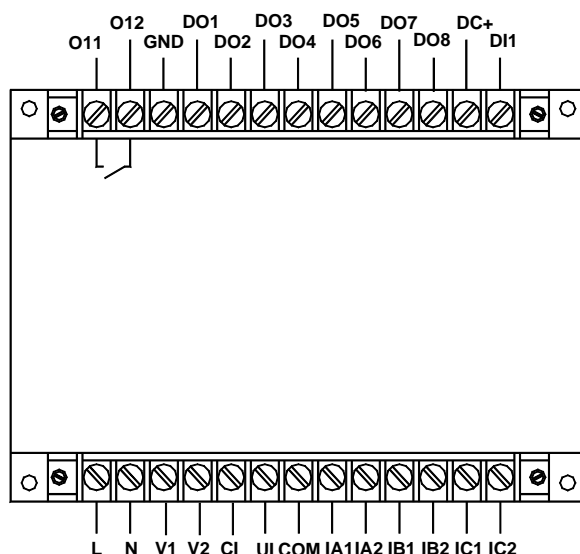 DO1 DO3 DO5 DO7 DC+
O11 O12 GND DO2 DO4 DO6 DO8 DI1
L N V1 V2 CI UI COM IA1 IA2 IB1 IB2 IC1 IC2